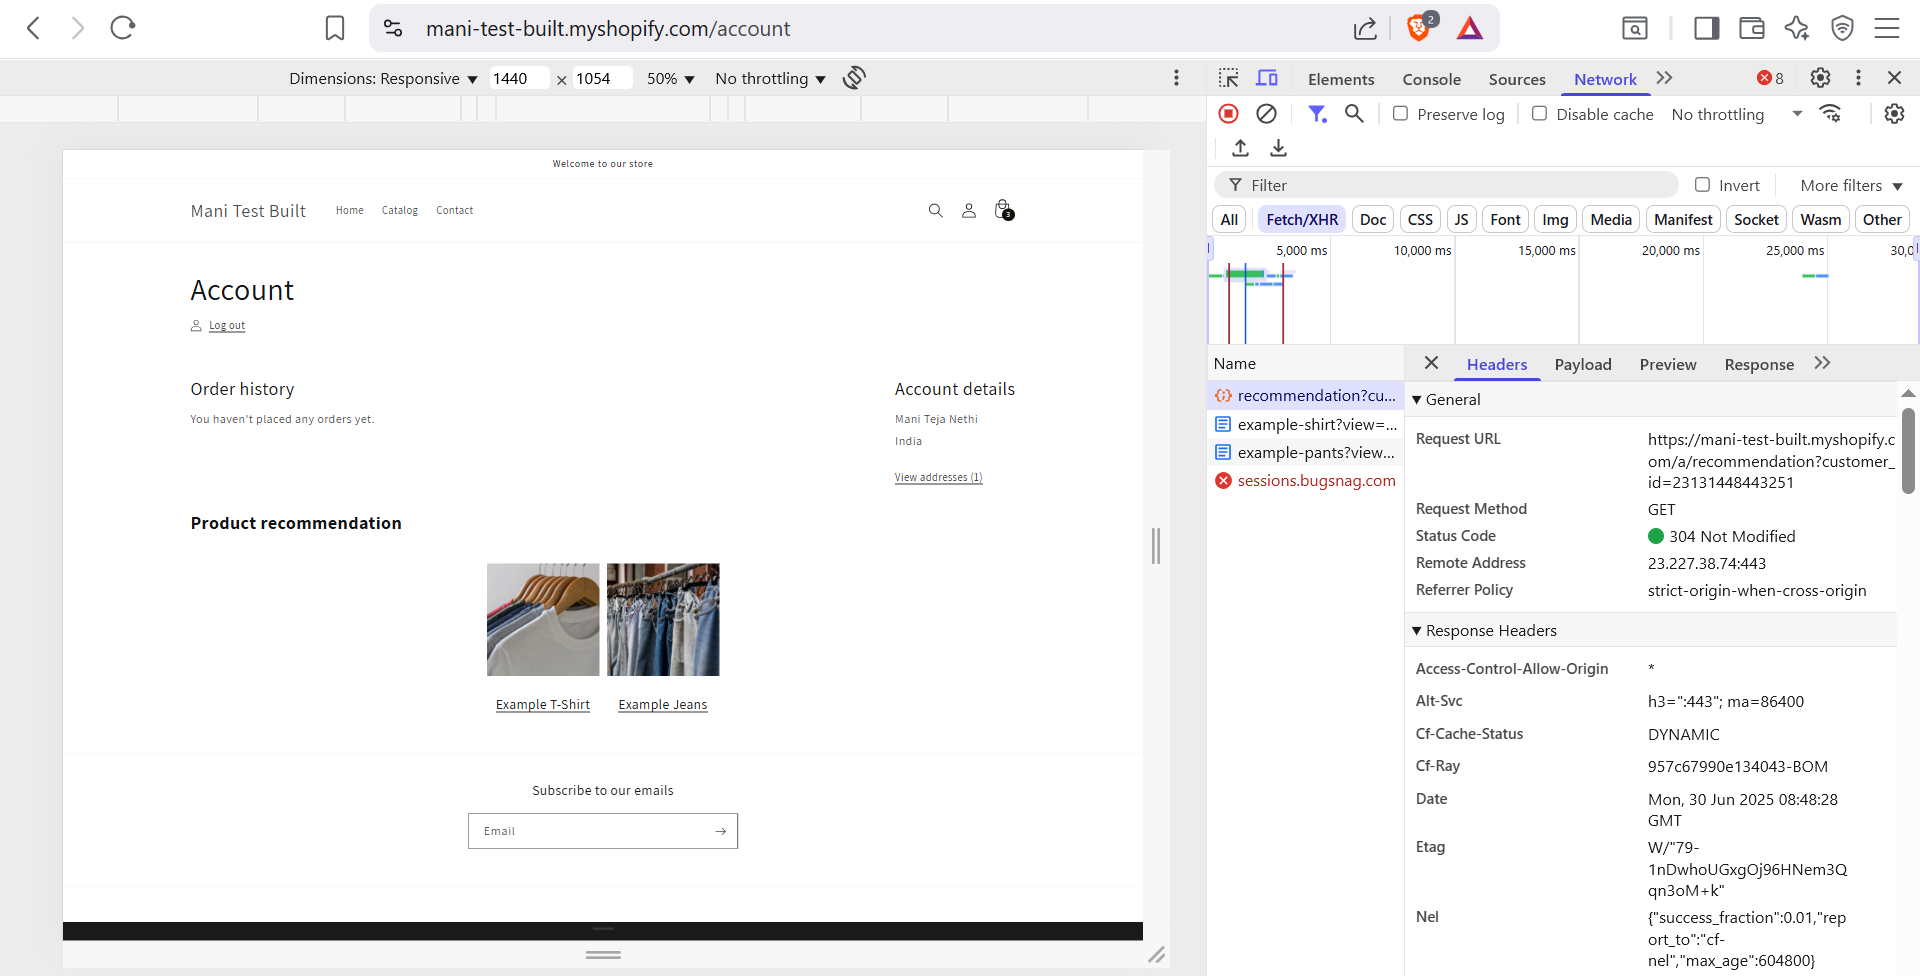 mani-test-built.myshopify.com/account
2
Dimensions: Responsive ▼ 1440 × 1054 50% ▼ No throttling ▼
Elements Console Sources Network 8
Preserve log Disable cache No throttling
Filter Invert More filters ▼
All Fetch/XHR Doc CSS JS Font Img Media Manifest Socket Wasm Other
5,000 ms 10,000 ms 15,000 ms 20,000 ms 25,000 ms 30,0
Welcome to our store
Mani Test Built Home Catalog Contact
3
Account
Log out
Order history
You haven't placed any orders yet.
Account details
Mani Teja Nethi
India
View addresses (1)
Product recommendation
Example T-Shirt Example Jeans
Subscribe to our emails
Email
Name
recommendation?cu...
example-shirt?view=...
example-pants?view...
sessions.bugsnag.com
Headers Payload Preview Response
▼ General
Request URL https://mani-test-built.myshopify.c
om/a/recommendation?customer_
id=23131448443251
Request Method GET
Status Code 304 Not Modified
Remote Address 23.227.38.74:443
Referrer Policy strict-origin-when-cross-origin
▼ Response Headers
Access-Control-Allow-Origin *
Alt-Svc h3=":443"; ma=86400
Cf-Cache-Status DYNAMIC
Cf-Ray 957c67990e134043-BOM
Date Mon, 30 Jun 2025 08:48:28
GMT
Etag W/"79-
1nDwhoUGxgOj96HNem3Q
qn3oM+k"
Nel {"success_fraction":0.01,"rep
ort_to":"cf-
nel","max_age":604800}